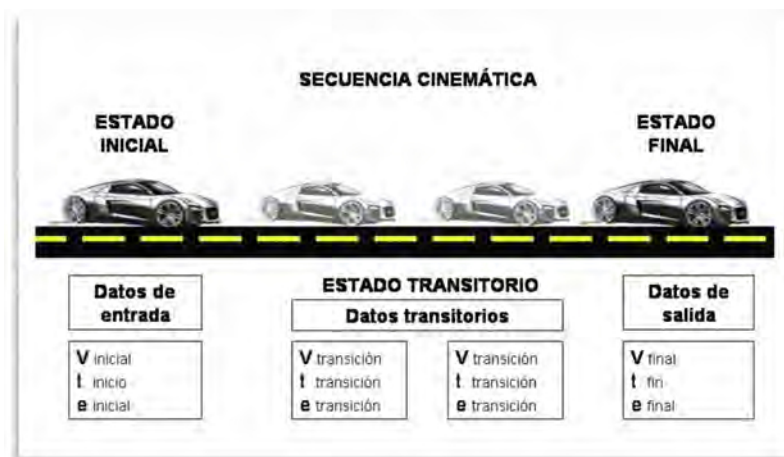 SECUENCIA CINEMÁTICA
ESTADO
INICIAL
ESTADO
FINAL
Datos de
entrada
V inicial
t inicio
e inicial
ESTADO TRANSITORIO
Datos transitorios
V transición
t transición
e transición
V transición
t transición
e transición
Datos de
salida
V final
t fin
e final